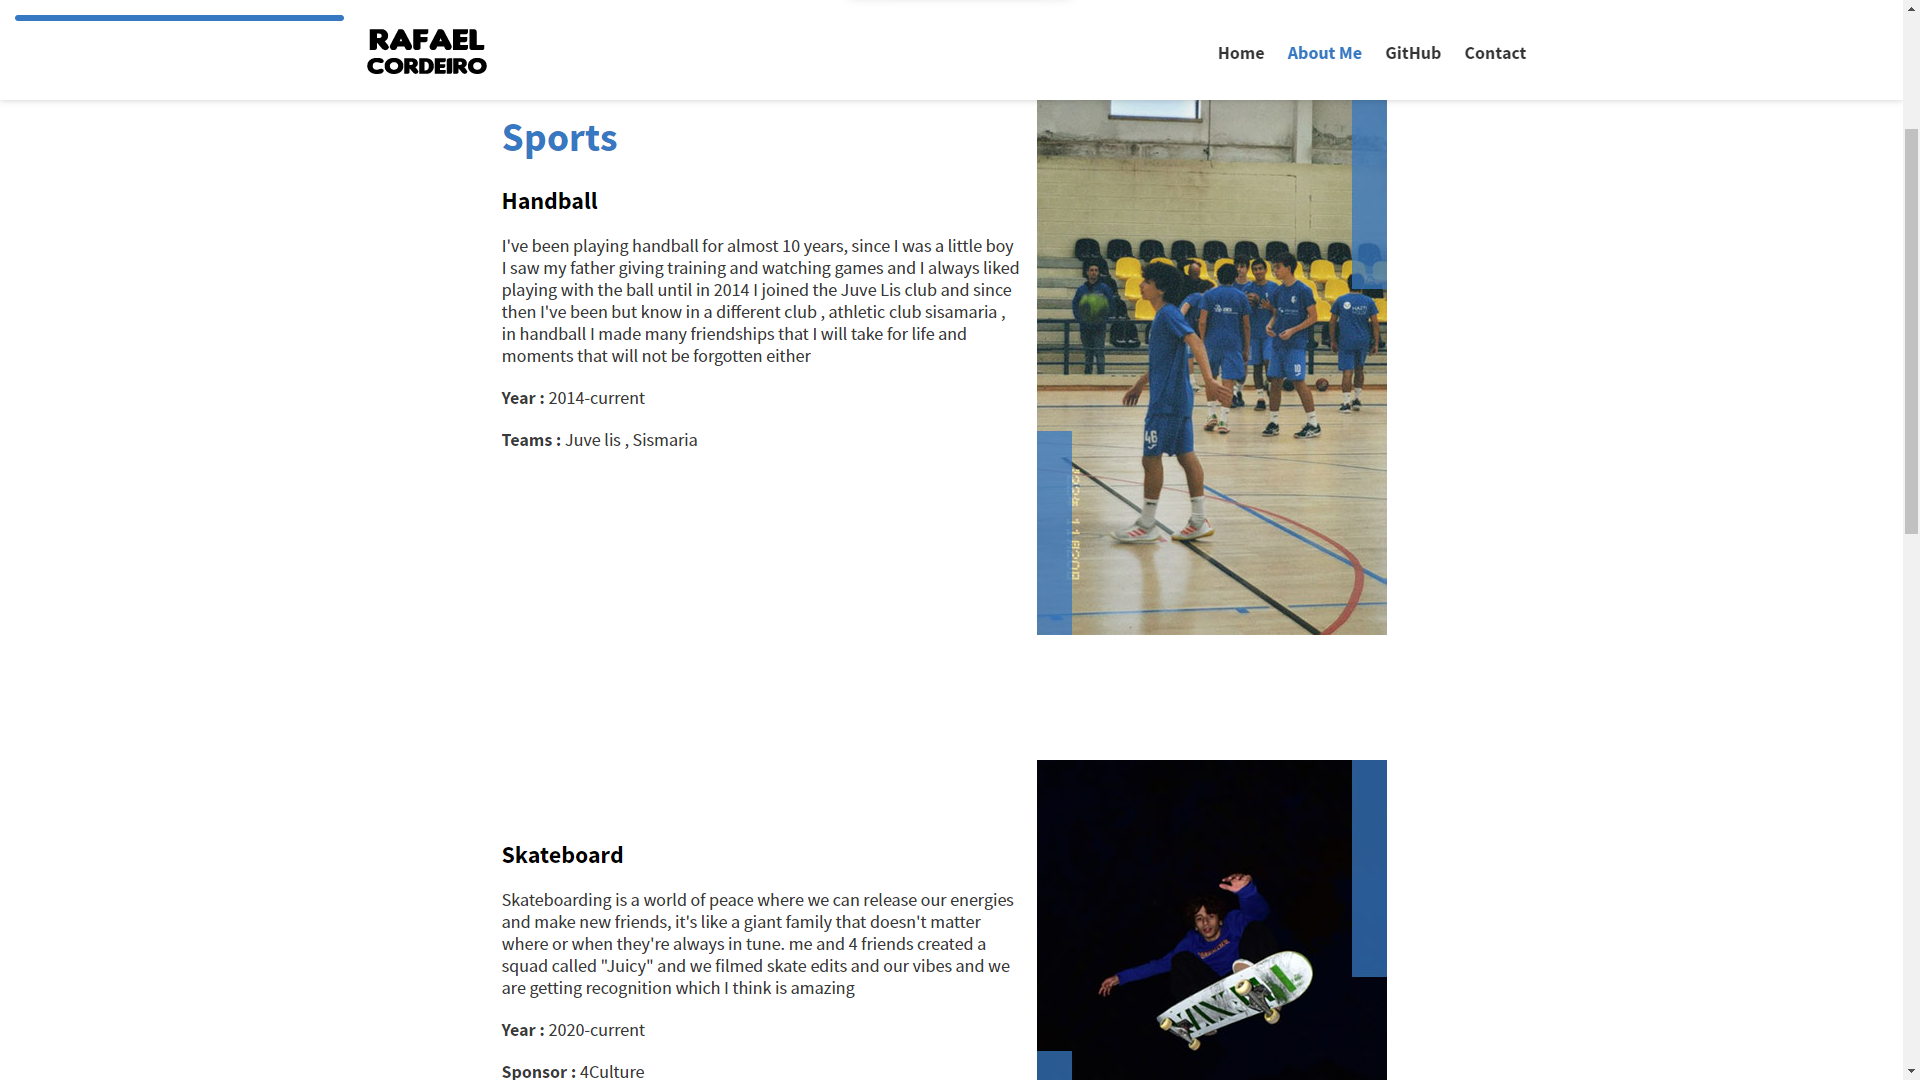 RAFAEL
CORDEIRO
Home About Me GitHub Contact
Sports
Handball
I've been playing handball for almost 10 years, since I was a little boy
I saw my father giving training and watching games and I always liked
playing with the ball until in 2014 I joined the Juve Lis club and since
then I've been but know in a different club , athletic club sisamaria ,
in handball I made many friendships that I will take for life and
moments that will not be forgotten either
Year : 2014-current
Teams : Juve lis , Sismaria
46
10
Skateboard
Skateboarding is a world of peace where we can release our energies
and make new friends, it's like a giant family that doesn't matter
where or when they're always in tune. me and 4 friends created a
squad called "Juicy" and we filmed skate edits and our vibes and we
are getting recognition which I think is amazing
Year : 2020-current
Sponsor : 4Culture